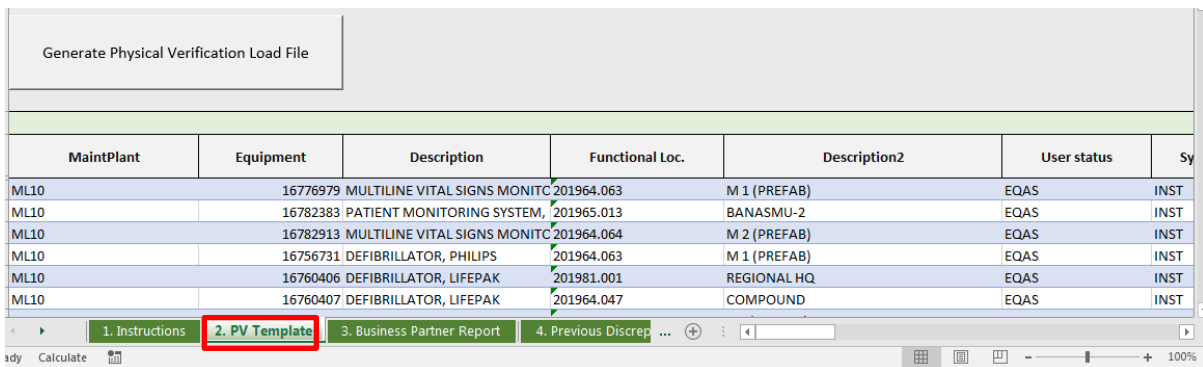 Generate Physical Verification Load File
MaintPlant Equipment Description Functional Loc. Description2 User status Sy
ML10 16776979 MULTILINE VITAL SIGNS MONITO 201964.063 M 1 (PREFAB) EQAS INST
ML10 16782383 PATIENT MONITORING SYSTEM, 201965.013 BANASMU-2 EQAS INST
ML10 16782913 MULTILINE VITAL SIGNS MONITO 201964.064 M 2 (PREFAB) EQAS INST
ML10 16756731 DEFIBRILLATOR, PHILIPS 201964.063 M 1 (PREFAB) EQAS INST
ML10 16760406 DEFIBRILLATOR, LIFEPAK 201981.001 REGIONAL HQ EQAS INST
ML10 16760407 DEFIBRILLATOR, LIFEPAK 201964.047 COMPOUND EQAS INST
1. Instructions 2. PV Template 3. Business Partner Report 4. Previous Discrep ...
ady Calculate 100%